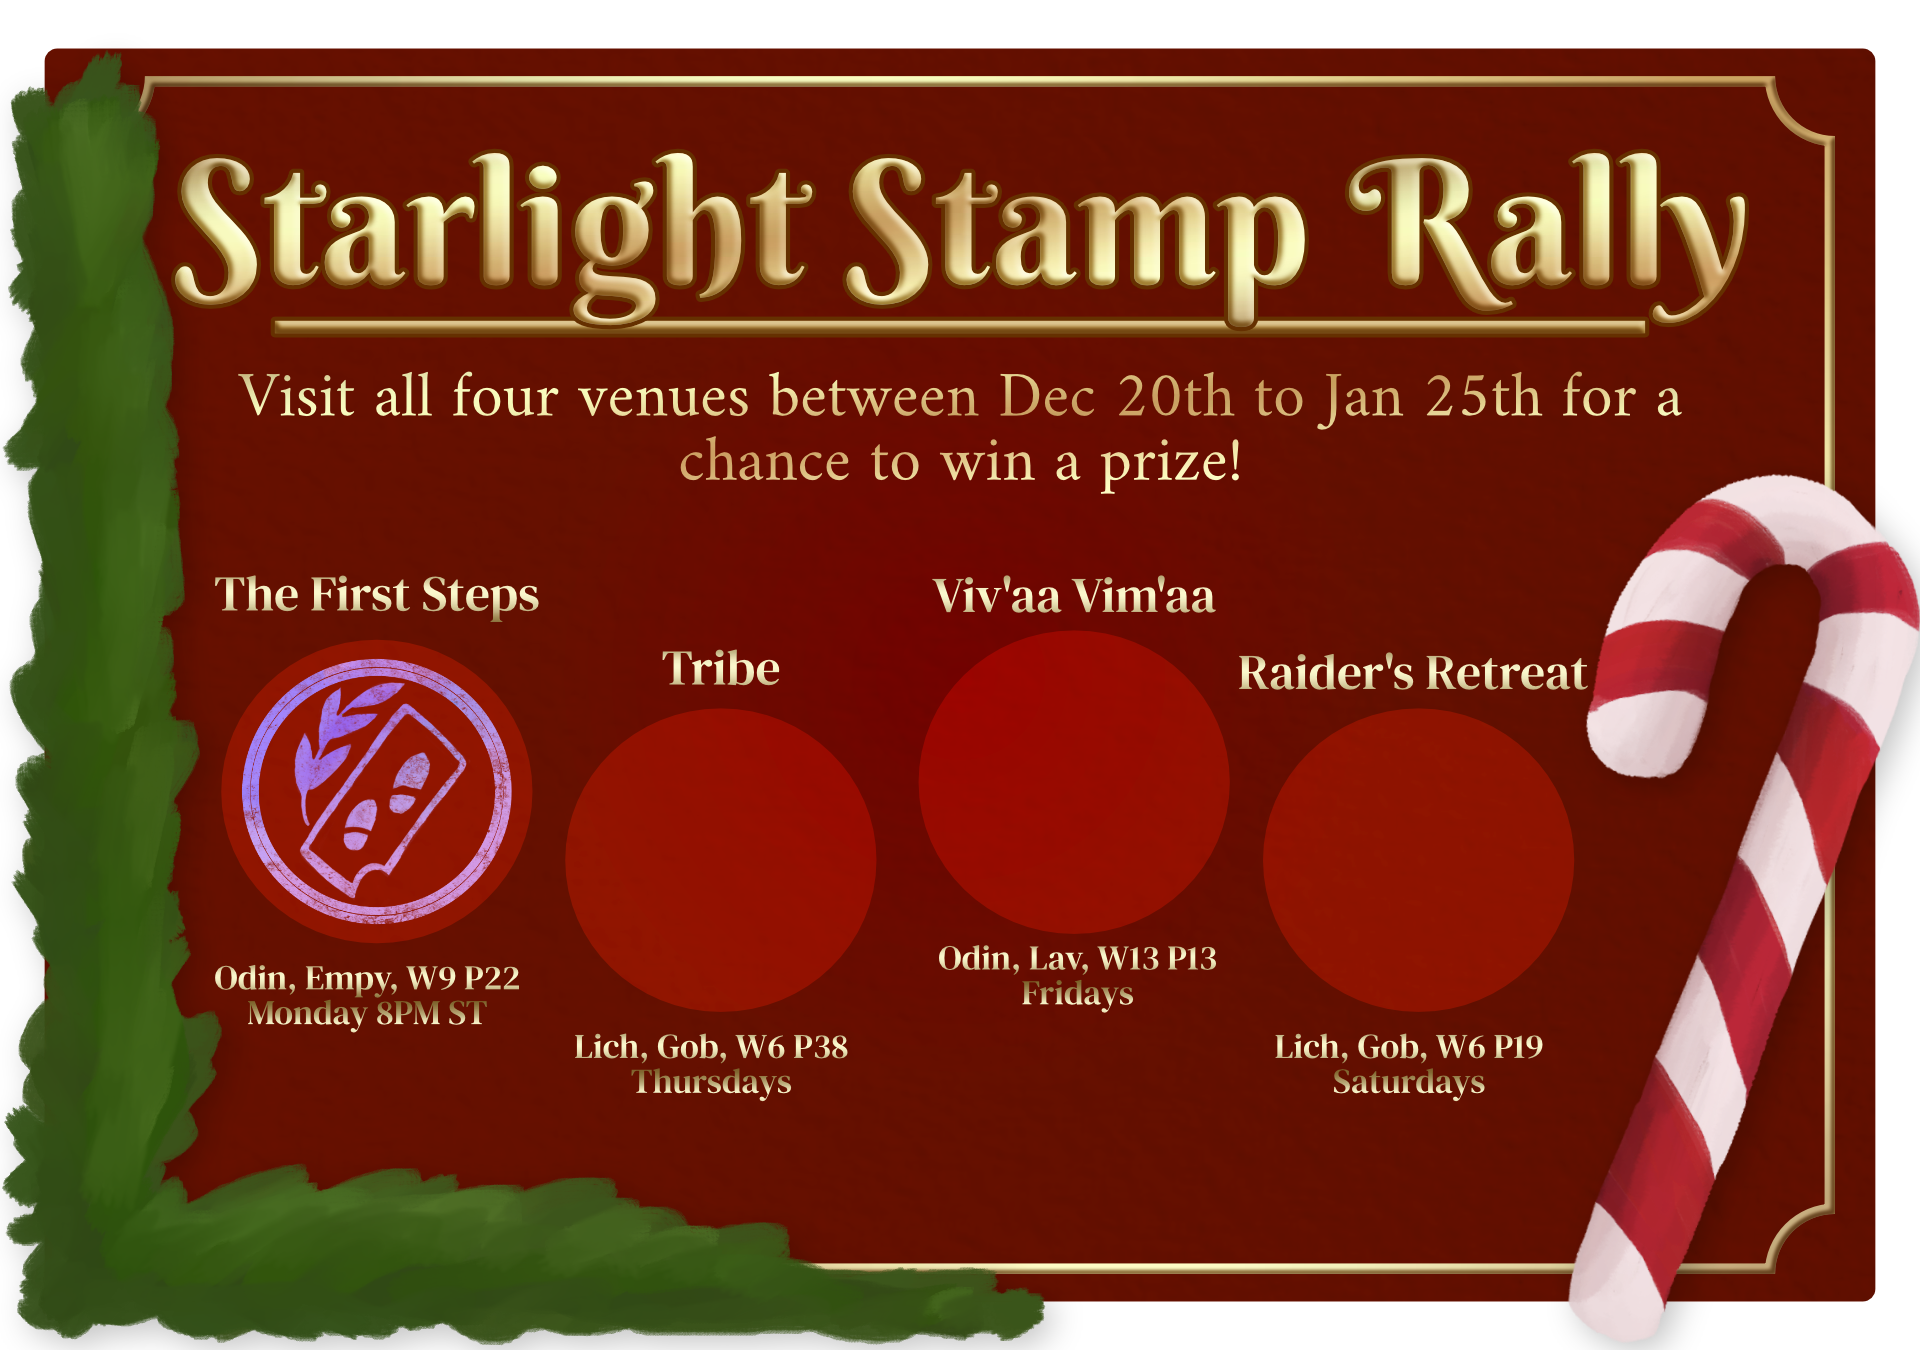 Starlight Stamp Rally
Visit all four venues between Dec 20th to Jan 25th for a
chance to win a prize!
The First Steps
Odin, Empy, W9 P22
Monday 8PM ST
Tribe
Lich, Gob, W6 P38
Thursdays
Viv'aa Vim'aa
Odin, Lav, W13 P13
Fridays
Raider's Retreat
Lich, Gob, W6 P19
Saturdays